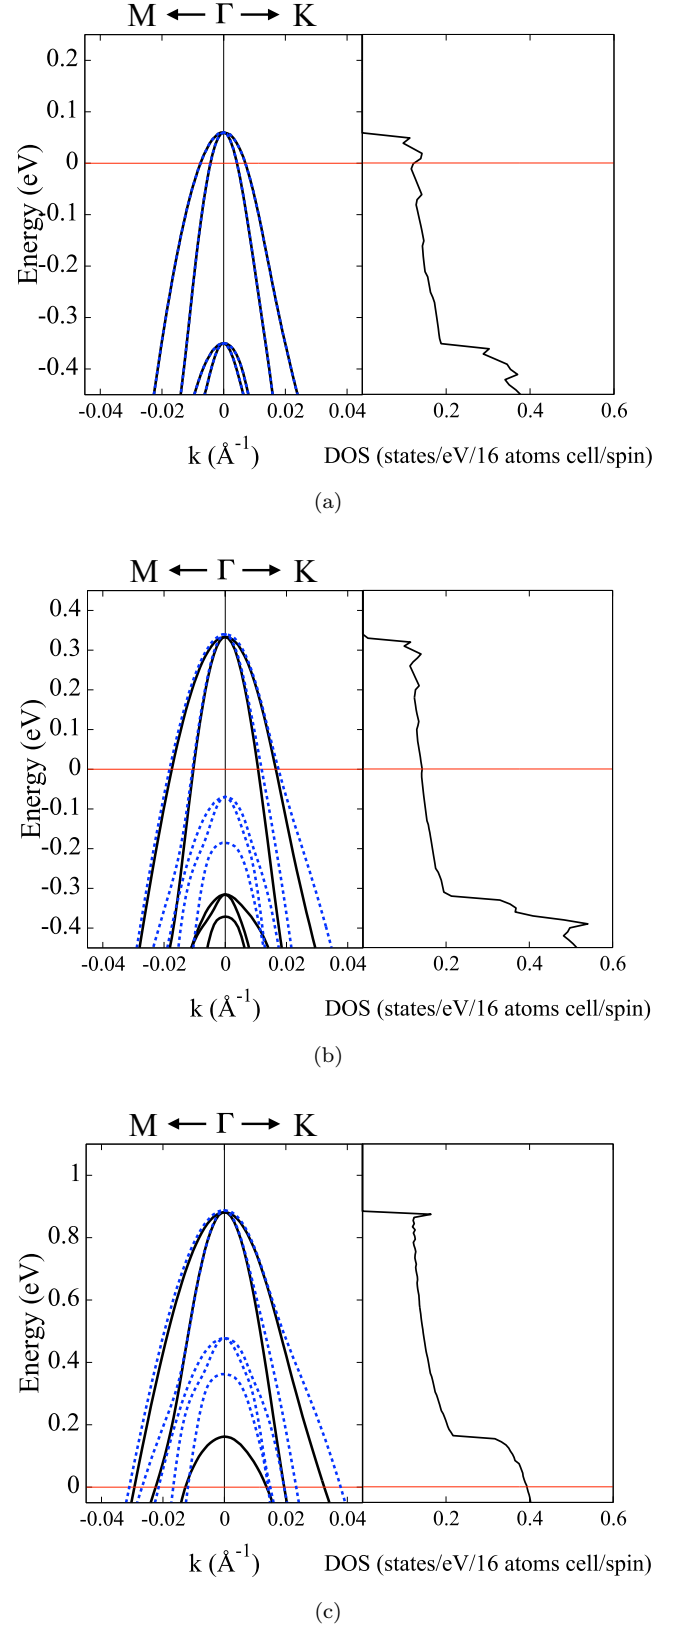 M ← Γ → K
0.2
0.1
0
-0.1
-0.2
-0.3
-0.4
Energy (eV)
-0.04 -0.02 0 0.02 0.04 0.2 0.4 0.6
k (Å⁻¹) DOS (states/eV/16 atoms cell/spin)
(a)
M ← Γ → K
0.4
0.3
0.2
0.1
0
-0.1
-0.2
-0.3
-0.4
Energy (eV)
-0.04 -0.02 0 0.02 0.04 0.2 0.4 0.6
k (Å⁻¹) DOS (states/eV/16 atoms cell/spin)
(b)
M ← Γ → K
1
0.8
0.6
0.4
0.2
0
Energy (eV)
-0.04 -0.02 0 0.02 0.04 0.2 0.4 0.6
k (Å⁻¹) DOS (states/eV/16 atoms cell/spin)
(c)